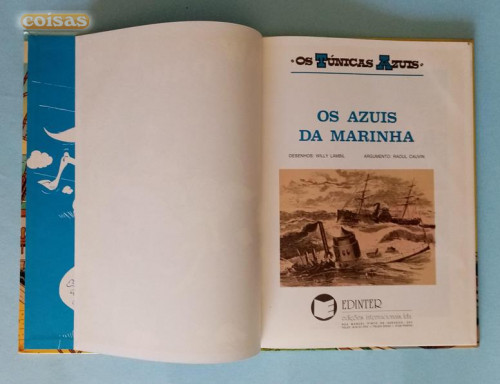 coisas
OS TÚNICAS AZUIS
OS AZUIS
DA MARINHA
DESENHOS: WILLY LAMBIL ARGUMENTO: RAOUL CAUVIN
EDINTER
edições internacionais, lda